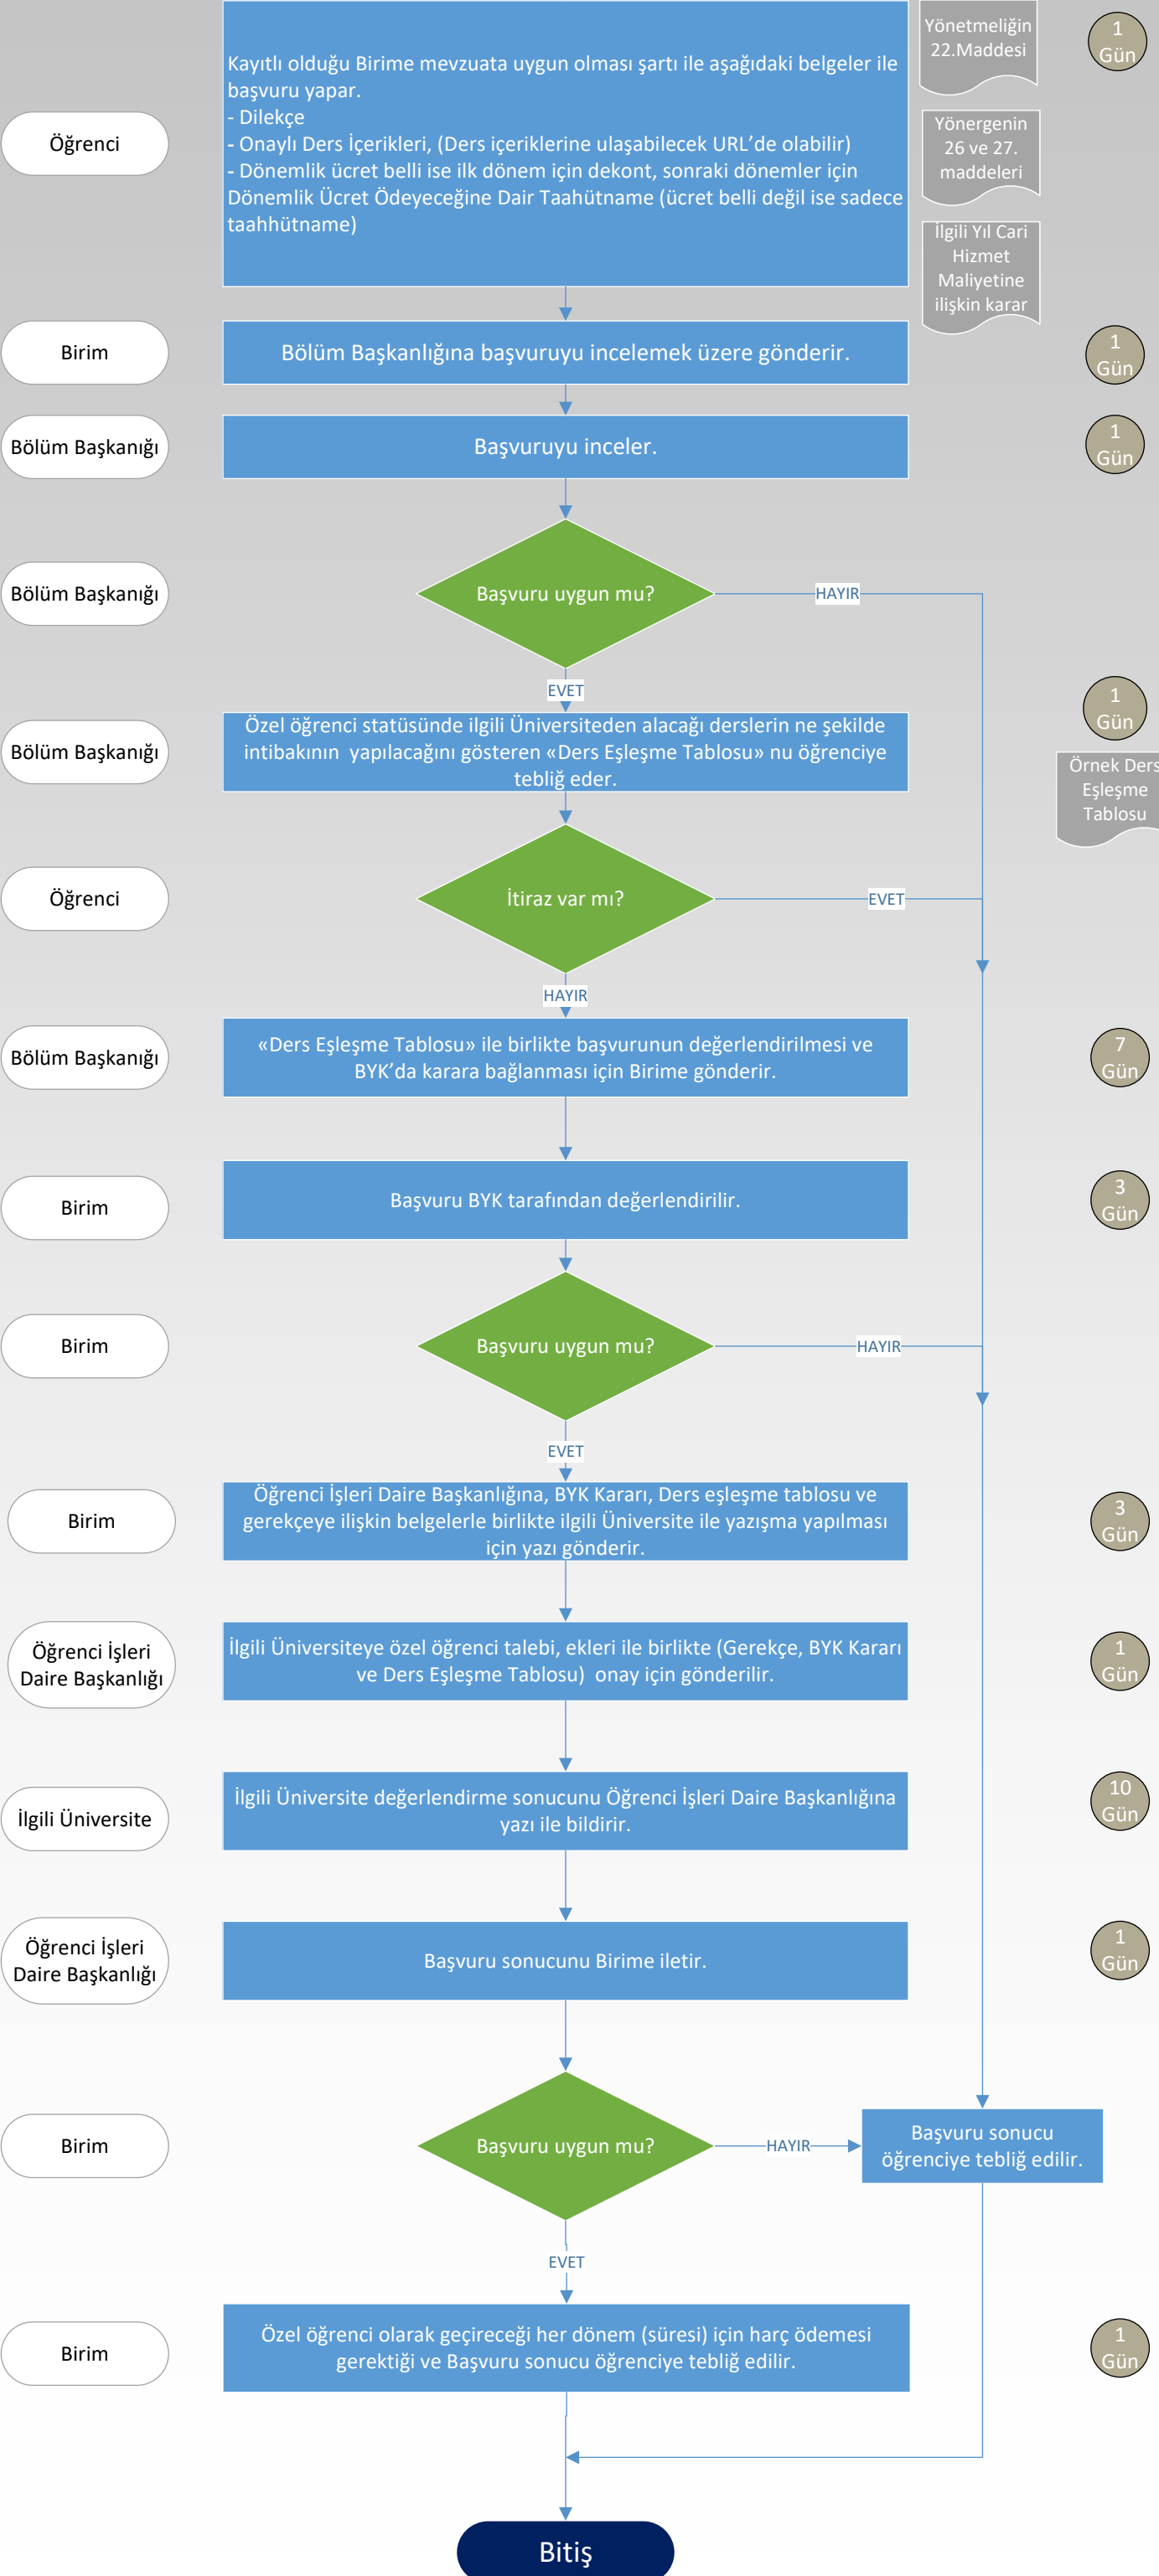 Yönetmeliğin
22.Maddesi
1
Gün
Öğrenci
Kayıtlı olduğu Birime mevzuata uygun olması şartı ile aşağıdaki belgeler ile
başvuru yapar.
- Dilekçe
- Onaylı Ders İçerikleri, (Ders içeriklerine ulaşabilecek URL’de olabilir)
- Dönemlik ücret belli ise ilk dönem için dekont, sonraki dönemler için
Dönemlik Ücret Ödeyeceğine Dair Taahütname (ücret belli değil ise sadece
taahhütname)
Yönergenin
26 ve 27.
maddeleri
İlgili Yıl Cari
Hizmet
Maliyetine
ilişkin karar
Birim
Bölüm Başkanlığına başvuruyu incelemek üzere gönderir.
1
Gün
Bölüm Başkanığı
Başvuruyu inceler.
1
Gün
Bölüm Başkanığı
Başvuru uygun mu?
HAYIR
EVET
Bölüm Başkanığı
Özel öğrenci statüsünde ilgili Üniversiteden alacağı derslerin ne şekilde
intibakının  yapılacağını gösteren «Ders Eşleşme Tablosu» nu öğrenciye
tebliğ eder.
1
Gün
Örnek Ders
Eşleşme
Tablosu
Öğrenci
İtiraz var mı?
EVET
HAYIR
Bölüm Başkanığı
«Ders Eşleşme Tablosu» ile birlikte başvurunun değerlendirilmesi ve
BYK’da karara bağlanması için Birime gönderir.
7
Gün
Birim
Başvuru BYK tarafından değerlendirilir.
3
Gün
Birim
Başvuru uygun mu?
HAYIR
EVET
Birim
Öğrenci İşleri Daire Başkanlığına, BYK Kararı, Ders eşleşme tablosu ve
gerekçeye ilişkin belgelerle birlikte ilgili Üniversite ile yazışma yapılması
için yazı gönderir.
3
Gün
Öğrenci İşleri
Daire Başkanlığı
İlgili Üniversiteye özel öğrenci talebi, ekleri ile birlikte (Gerekçe, BYK Kararı
ve Ders Eşleşme Tablosu)  onay için gönderilir.
1
Gün
İlgili Üniversite
İlgili Üniversite değerlendirme sonucunu Öğrenci İşleri Daire Başkanlığına
yazı ile bildirir.
10
Gün
Öğrenci İşleri
Daire Başkanlığı
Başvuru sonucunu Birime iletir.
1
Gün
Birim
Başvuru uygun mu?
HAYIR
Başvuru sonucu
öğrenciye tebliğ edilir.
EVET
Birim
Özel öğrenci olarak geçireceği her dönem (süresi) için harç ödemesi
gerektiği ve Başvuru sonucu öğrenciye tebliğ edilir.
1
Gün
Bitiş